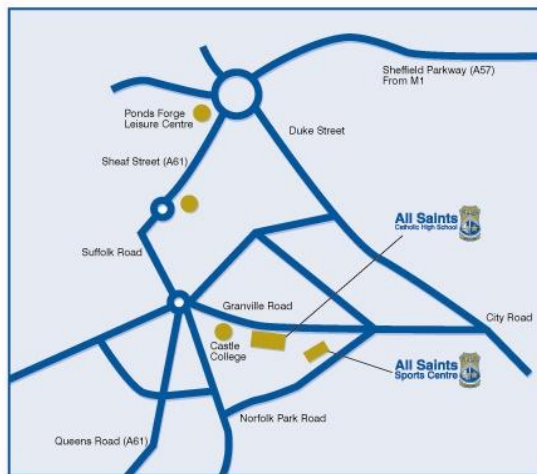 Sheffield Parkway (A57)
From M1
Ponds Forge
Leisure Centre
Duke Street
Sheaf Street (A61)
All Saints
Catholic High School
Suffolk Road
Granville Road
City Road
Castle
College
All Saints
Sports Centre
Norfolk Park Road
Queens Road (A61)